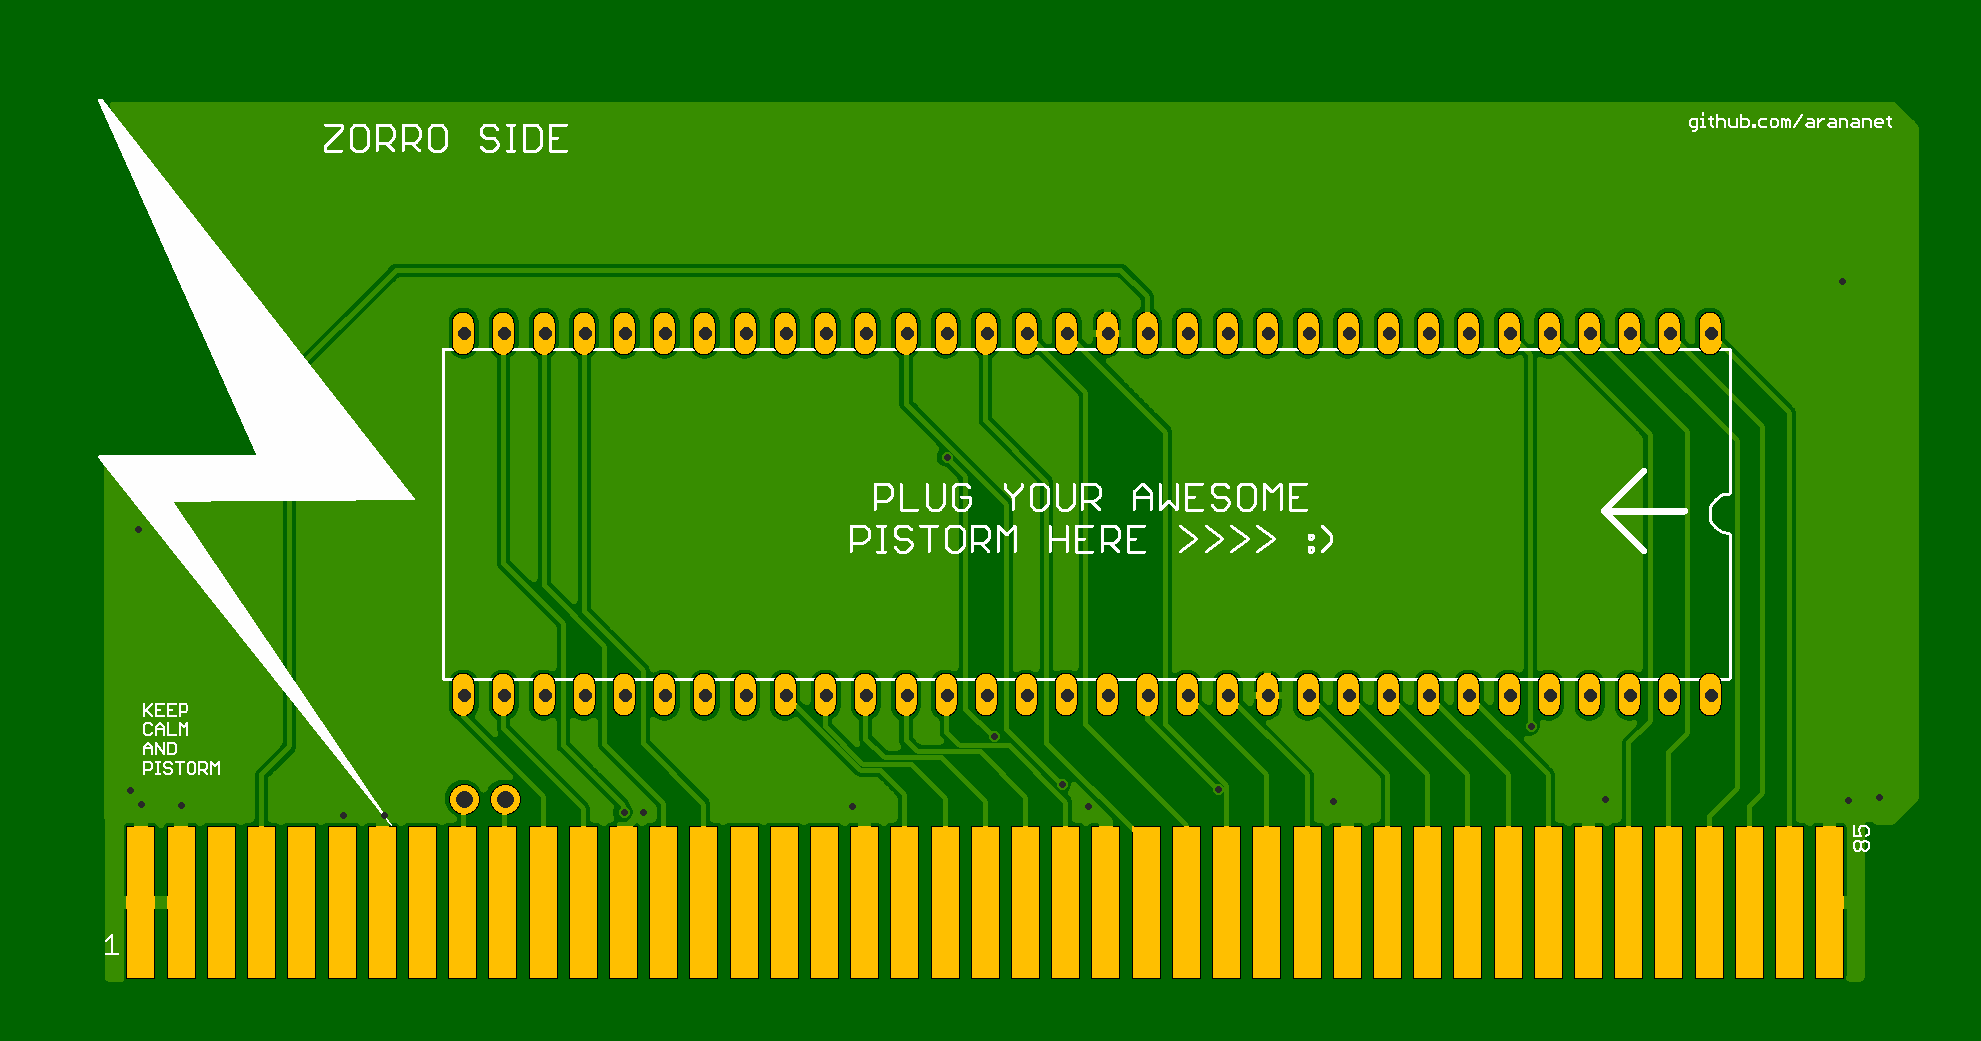 ZORRO SIDE
github.com/arananet
PLUG YOUR AWESOME
PISTORM HERE >>>> :)
KEEP
CALM
AND
PISTORM
85
1